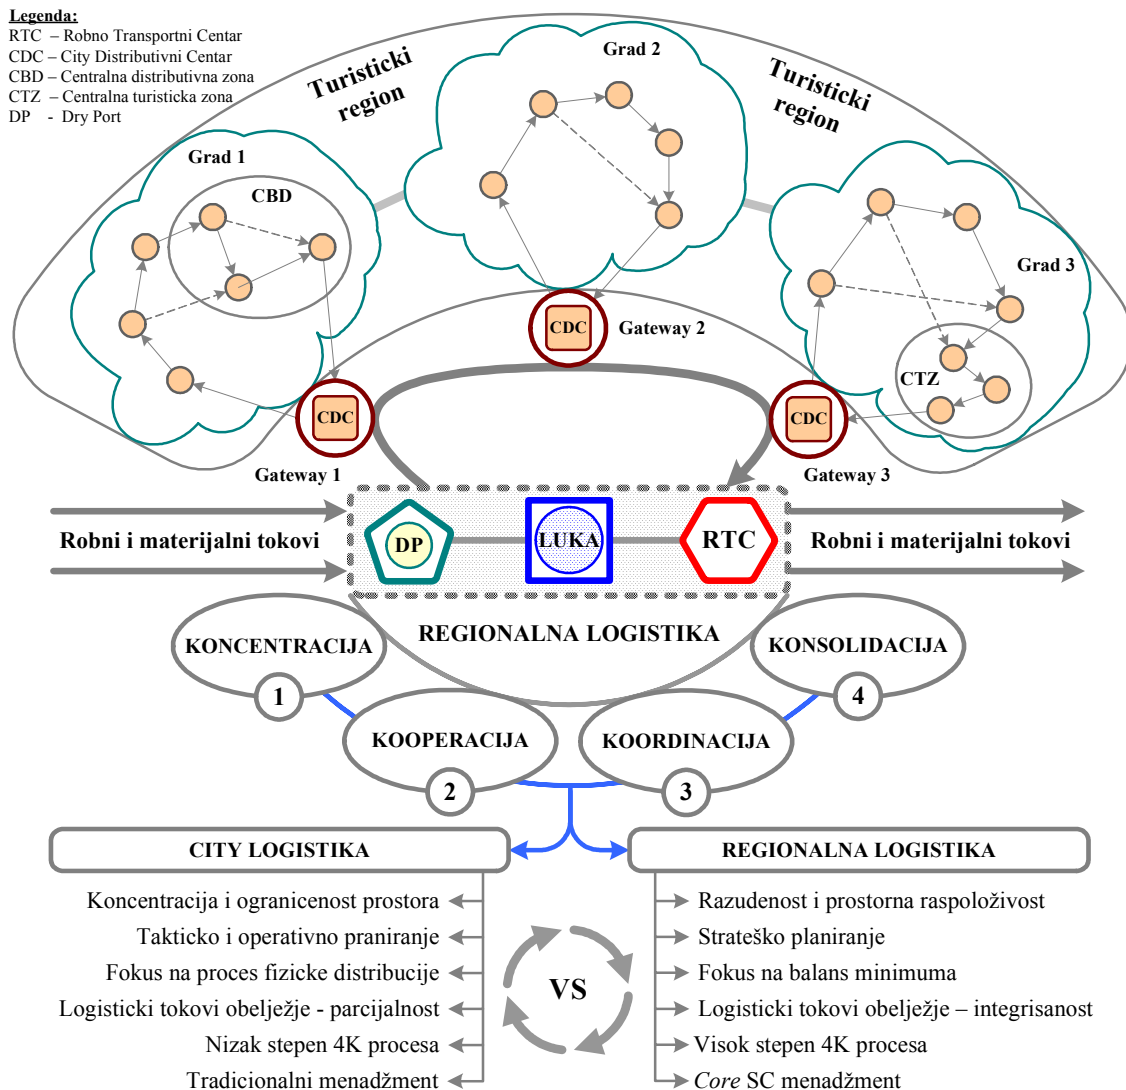 Legenda:
RTC – Robno Transportni Centar
CDC – City Distributivni Centar
CBD – Centralna distributivna zona
CTZ – Centralna turisticka zona
DP - Dry Port
Turisticki
region
Grad 2
Turisticki
region
Grad 1
CBD
Grad 3
CDC
Gateway 2
CTZ
CDC
CDC
Gateway 1
Gateway 3
Robni i materijalni tokovi
DP
LUKA
RTC
Robni i materijalni tokovi
REGIONALNA LOGISTIKA
KONCENTRACIJA
1
KONSOLIDACIJA
4
KOOPERACIJA
2
KOORDINACIJA
3
CITY LOGISTIKA
REGIONALNA LOGISTIKA
Koncentracija i ogranicenost prostora
Takticko i operativno praniranje
Fokus na proces fizicke distribucije
Logisticki tokovi obelježje - parcijalnost
Nizak stepen 4K procesa
Tradicionalni menadžment
VS
Razudenost i prostorna raspoloživost
Strateško planiranje
Fokus na balans minimuma
Logisticki tokovi obelježje – integrisanost
Visok stepen 4K procesa
Core SC menadžment